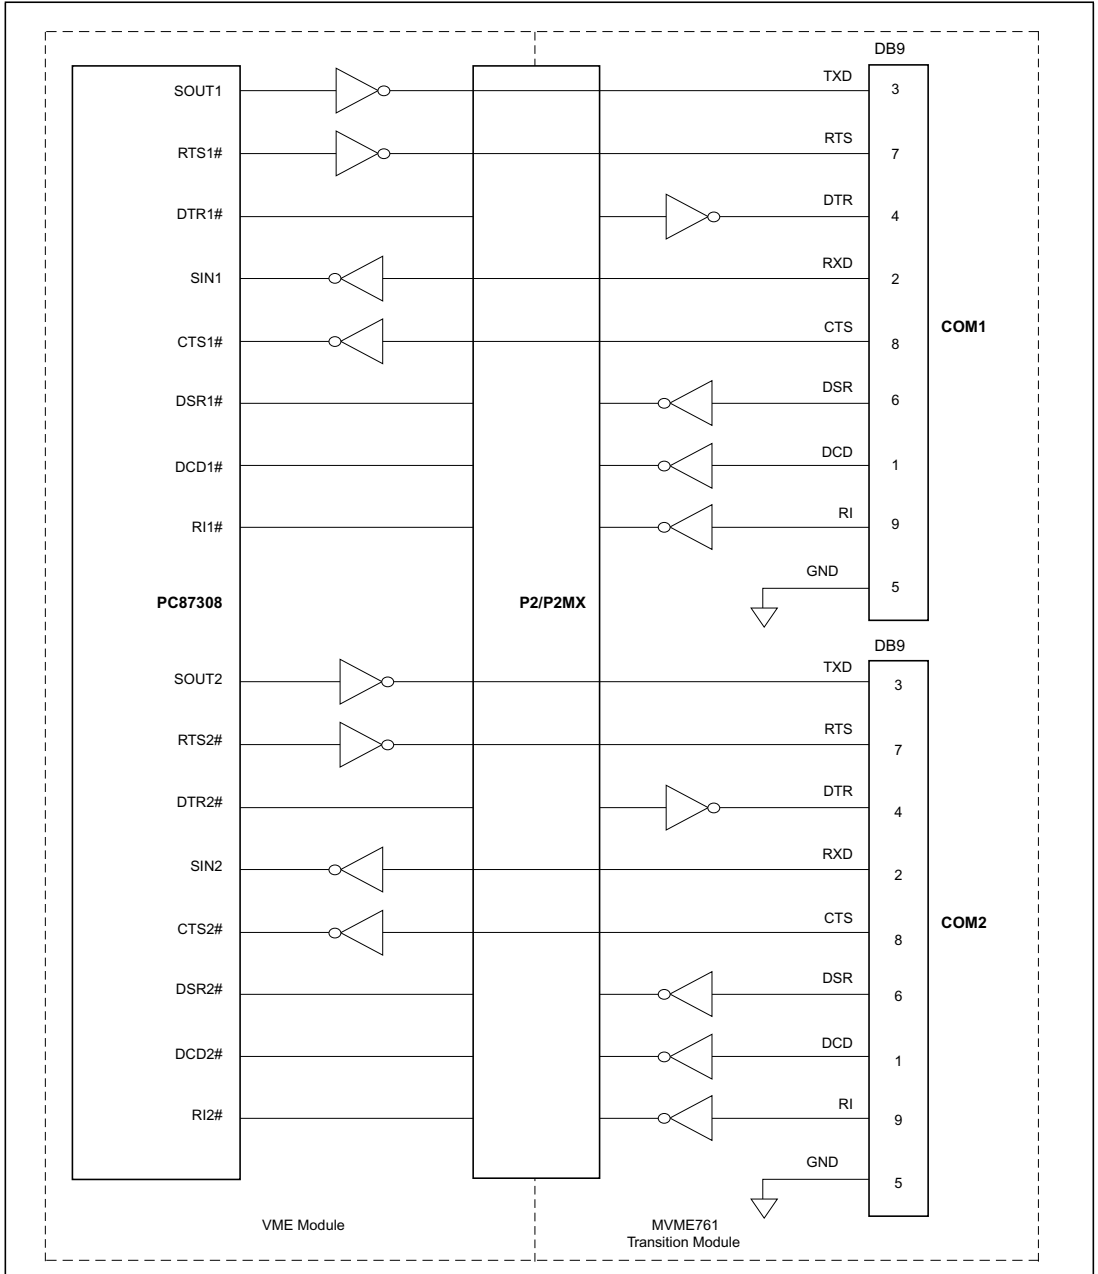 DB9
SOUT1 TXD 3
RTS1# RTS 7
DTR1# DTR 4
SIN1 RXD 2
CTS1# CTS 8
COM1
DSR1# DSR 6
DCD1# DCD 1
RI1# RI 9
GND 5
PC87308 P2/P2MX
DB9
SOUT2 TXD 3
RTS2# RTS 7
DTR2# DTR 4
SIN2 RXD 2
CTS2# CTS 8
COM2
DSR2# DSR 6
DCD2# DCD 1
RI2# RI 9
GND 5
VME Module
MVME761
Transition Module